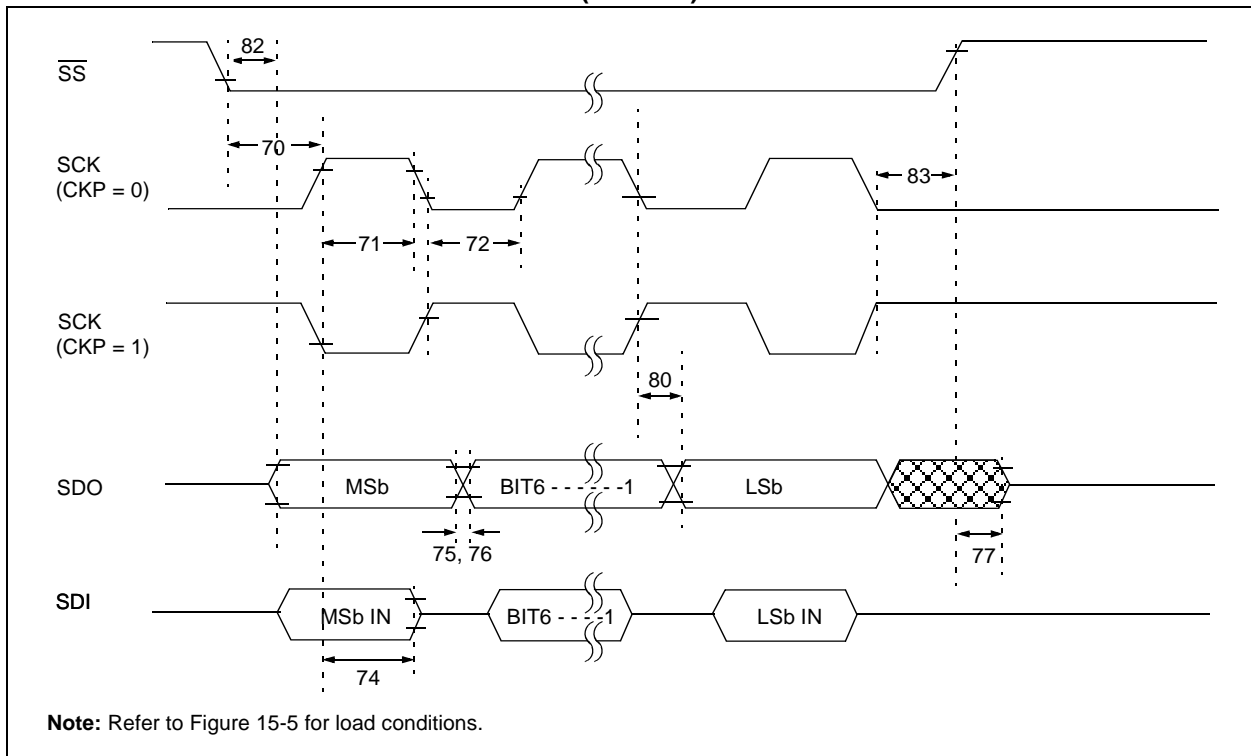 82
SS
70
SCK
(CKP = 0)
83
71
72
SCK
(CKP = 1)
80
SDO
MSb
BIT6 - - - - - -1
LSb
75, 76
77
SDI
MSb IN
BIT6 - - - -1
LSb IN
74
Note: Refer to Figure 15-5 for load conditions.